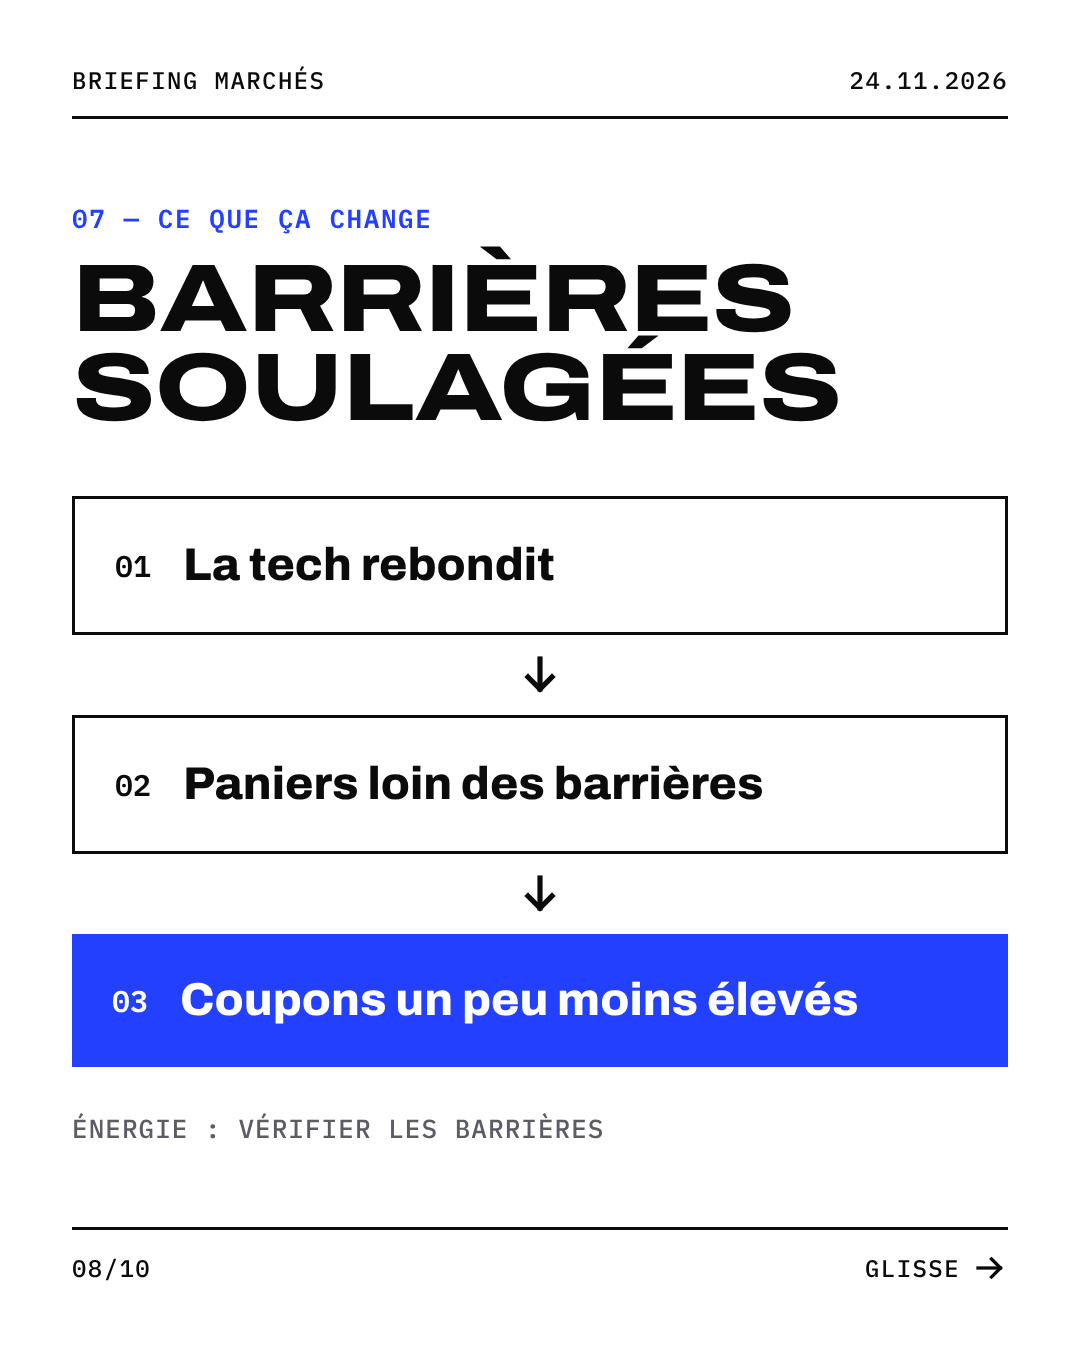 BRIEFING MARCHÉS
24.11.2026
07 — CE QUE ÇA CHANGE
BARRIÈRES
SOULAGÉES
01 La tech rebondit
↓
02 Paniers loin des barrières
↓
03 Coupons un peu moins élevés
ÉNERGIE : VÉRIFIER LES BARRIÈRES
08/10
GLISSE →